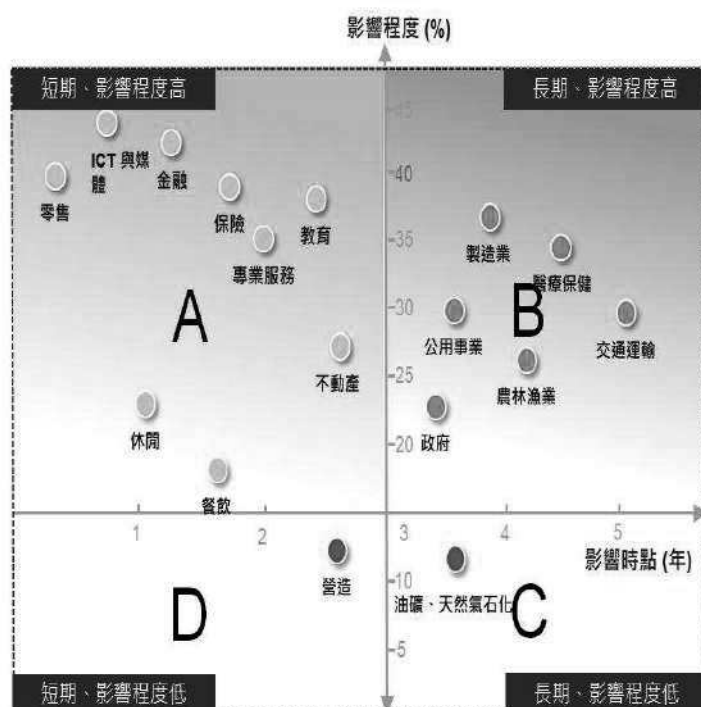 影響程度 (%)
短期、影響程度高
長期、影響程度高
45
ICT 與媒
體
金融
40
零售
保險
教育
35
製造業
專業服務
醫療保健
A
B
30
公用事業
交通運輸
不動產
25
農林漁業
休閒
20
政府
餐飲
1
2
3
4
5
影響時點 (年)
營造
10
油礦、天然氣石化
D
C
5
短期、影響程度低
長期、影響程度低